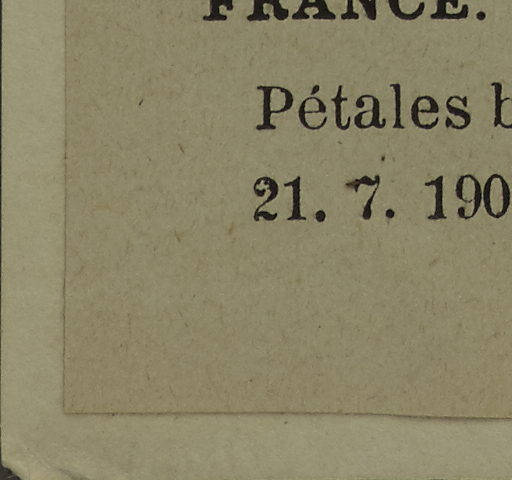 FRANCE.
Pétales b
21. 7. 190